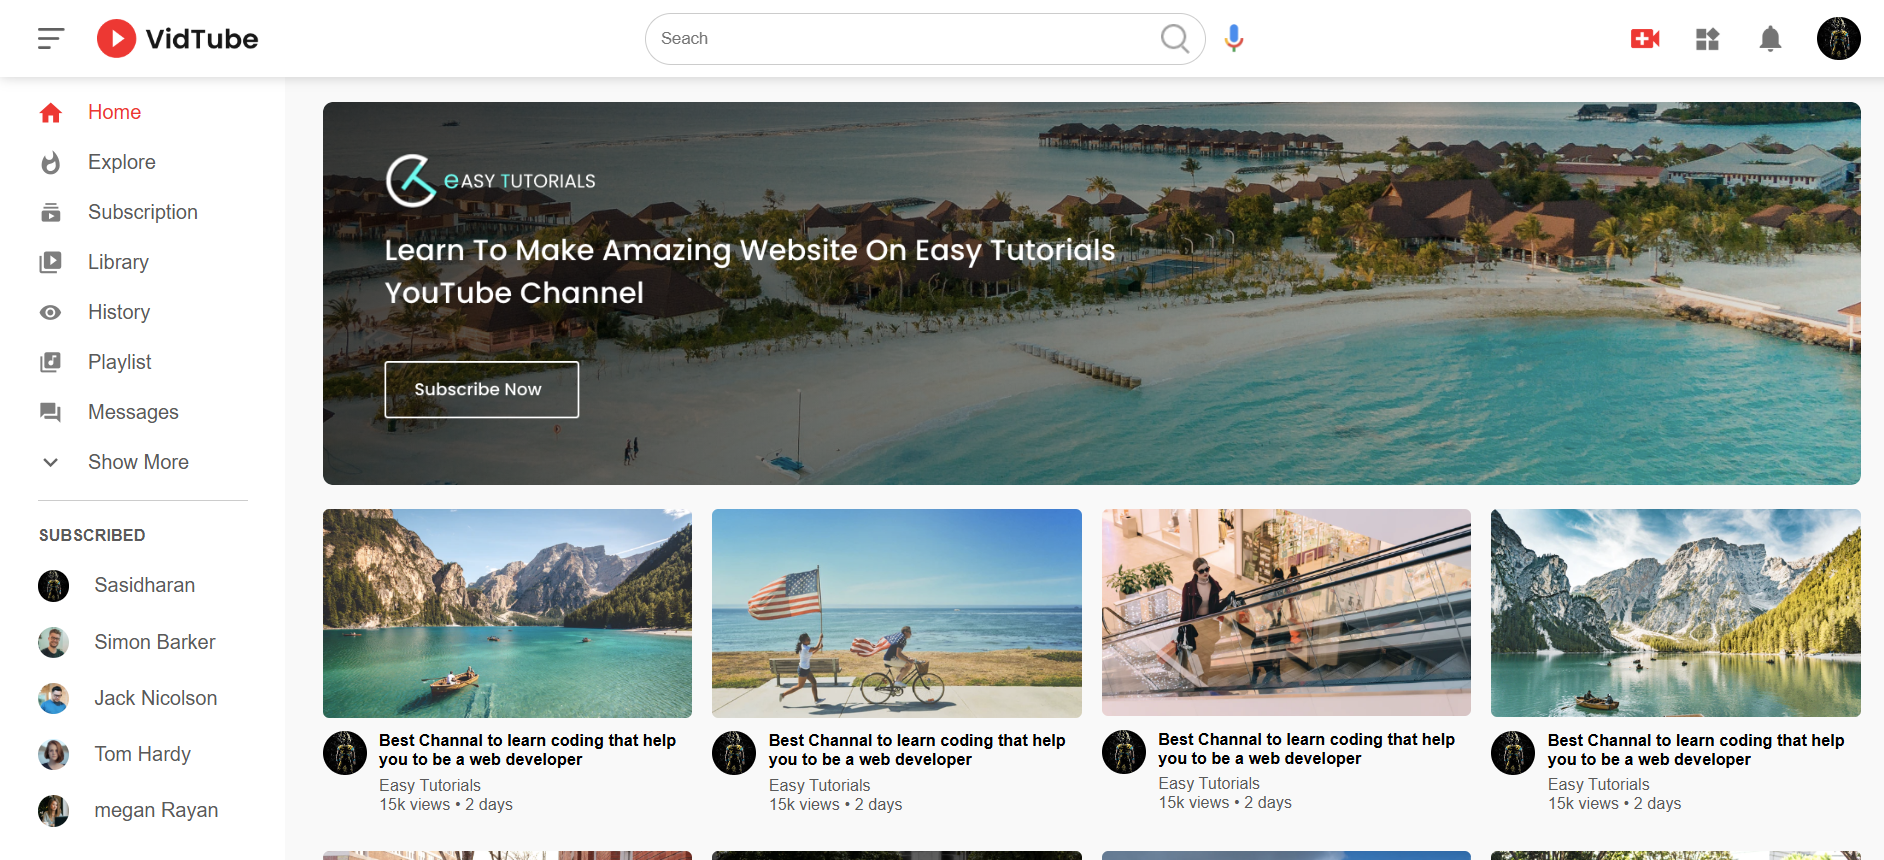 VidTube
Seach
Home
Explore
Subscription
Library
History
Playlist
Messages
Show More
SUBSCRIBED
Sasidharan
Simon Barker
Jack Nicolson
Tom Hardy
megan Rayan
eASY TUTORIALS
Learn To Make Amazing Website On Easy Tutorials
YouTube Channel
Subscribe Now
Best Channal to learn coding that help
you to be a web developer
Easy Tutorials
15k views • 2 days
Best Channal to learn coding that help
you to be a web developer
Easy Tutorials
15k views • 2 days
Best Channal to learn coding that help
you to be a web developer
Easy Tutorials
15k views • 2 days
Best Channal to learn coding that help
you to be a web developer
Easy Tutorials
15k views • 2 days